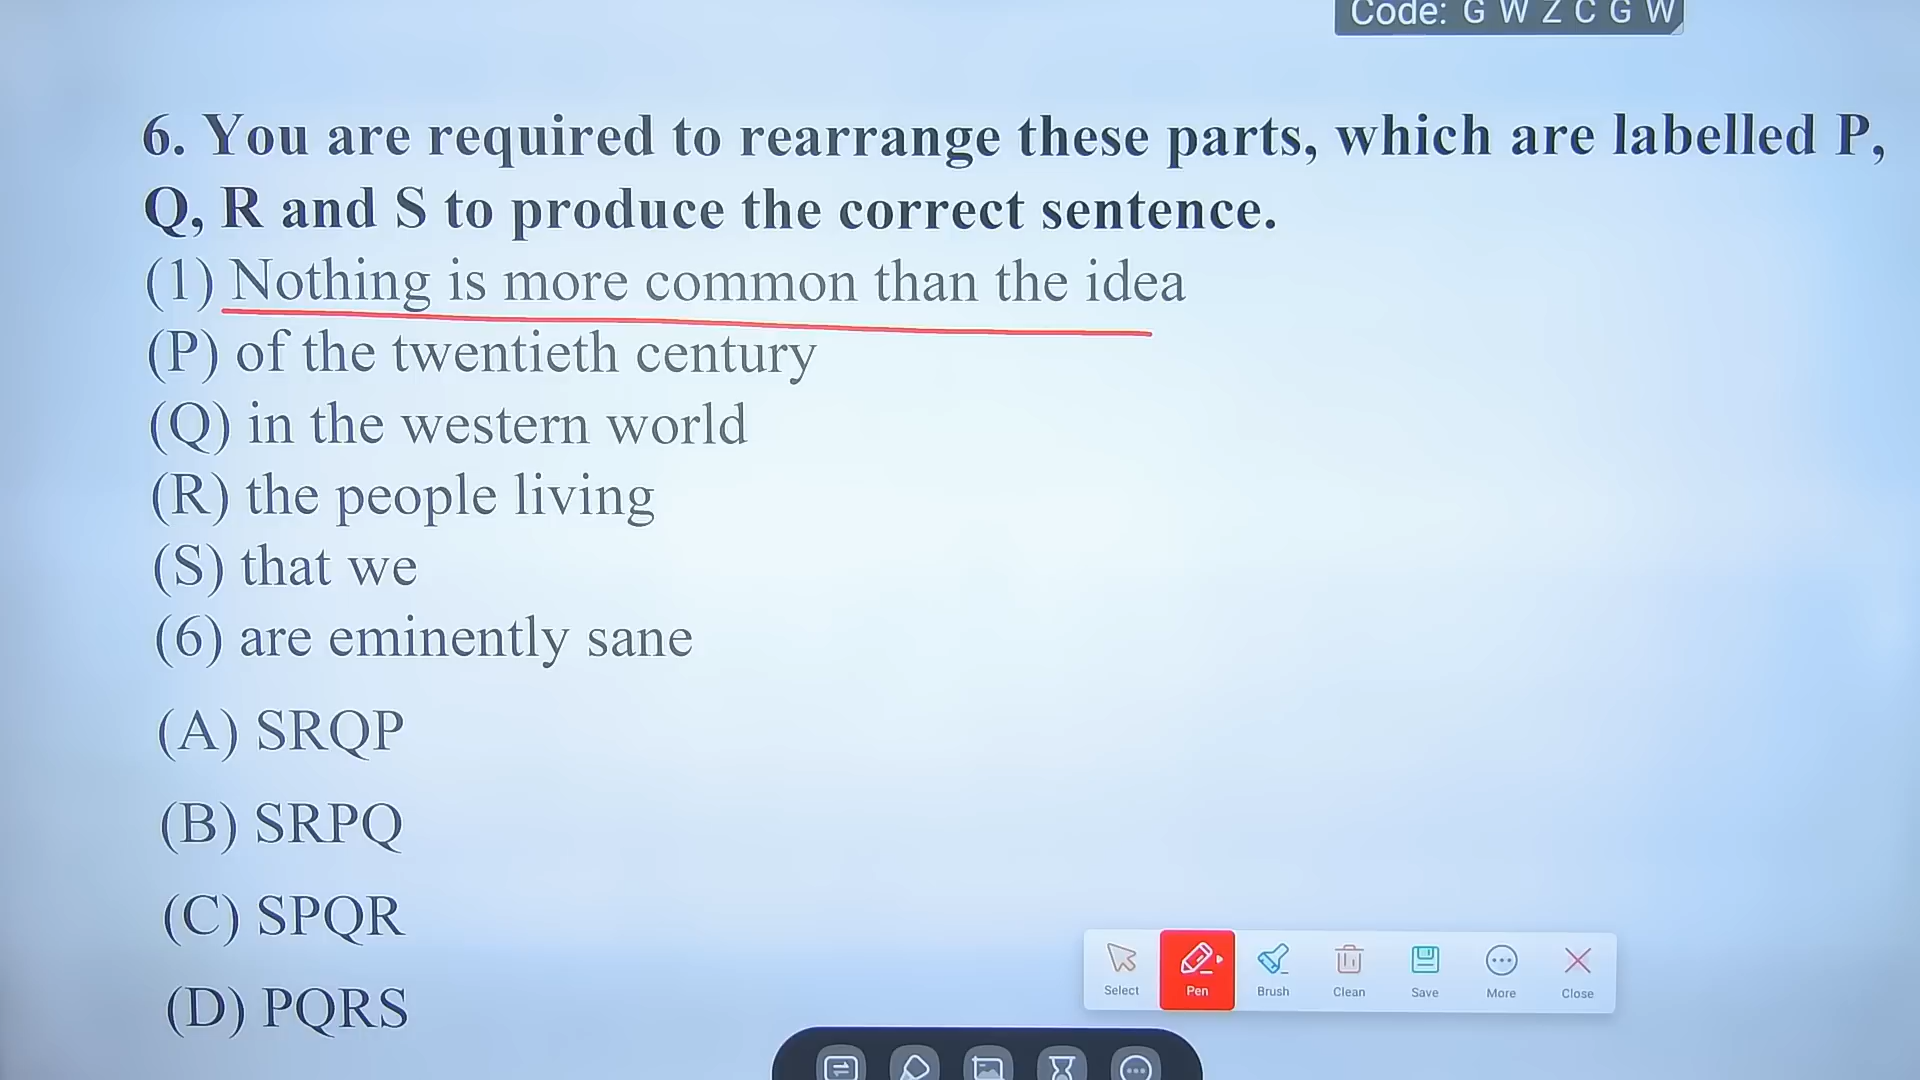 Code: G W Z C G W
6. You are required to rearrange these parts, which are labelled P,
Q, R and S to produce the correct sentence.
(1) Nothing is more common than the idea
(P) of the twentieth century
(Q) in the western world
(R) the people living
(S) that we
(6) are eminently sane
(A) SRQP
(B) SRPQ
(C) SPQR
(D) PQRS
Select Pen Brush Clean Save More Close